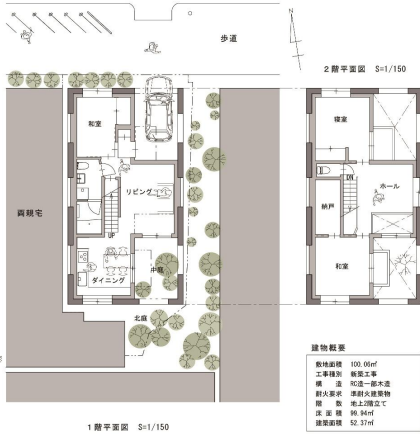 歩道
2階平面図 S=1/150
和室
寝室
リビング
DN
ホール
両親宅
納戸
UP
中庭
ダイニング
和室
北庭
建物概要
敷地面積 100.06㎡
工事種別 新築工事
構造 RC造一部木造
耐火要求 準耐火建築物
階数 地上2階立て
床面積 99.94㎡
建築面積 52.37㎡
1階平面図 S=1/150